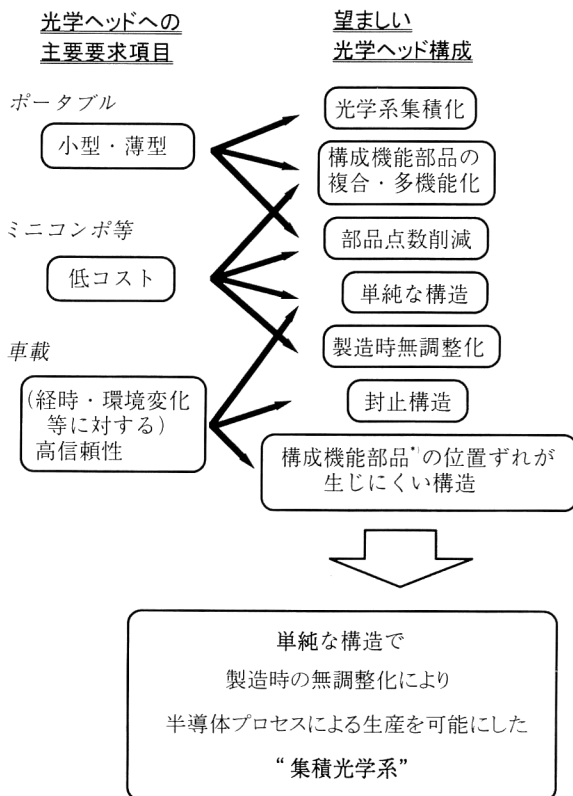 光学ヘッドへの
主要要求項目
望ましい
光学ヘッド構成
ポータブル
小型・薄型
ミニコンポ等
低コスト
車載
(経時・環境変化
等に対する)
高信頼性
光学系集積化
構成機能部品の
複合・多機能化
部品点数削減
単純な構造
製造時無調整化
封止構造
構成機能部品*1の位置ずれが
生じにくい構造
単純な構造で
製造時の無調整化により
半導体プロセスによる生産を可能にした
“集積光学系”